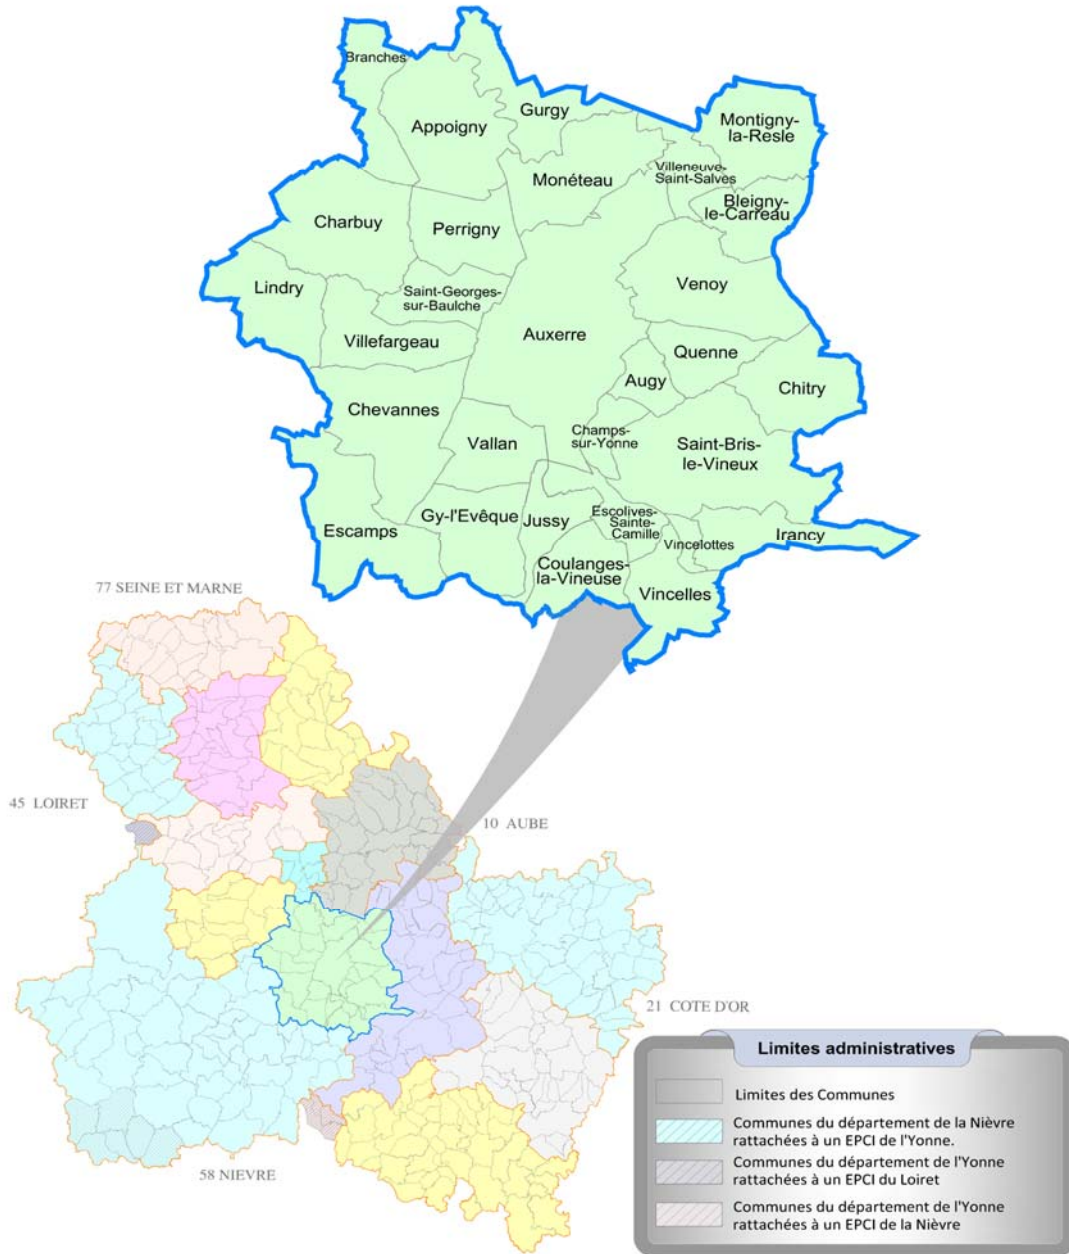 Branches
Appoigny
Gurgy
Montigny-
la-Resle
Monéteau
Villeneuve-
Saint-Salves
Bleigny-
le-Carreau
Charbuy
Perrigny
Venoy
Lindry
Saint-Georges-
sur-Baulche
Villefargeau
Auxerre
Quenne
Augy
Chitry
Chevannes
Vallan
Champs-
sur-Yonne
Saint-Bris-
le-Vineux
Escamps
Gy-l'Evêque
Jussy
Escolives-
Sainte-
Camille
Vincelottes
Irancy
Coulanges-
la-Vineuse
Vincelles
77 SEINE ET MARNE
45 LOIRET
10 AUBE
21 COTE D'OR
58 NIEVRE
Limites administratives
Limites des Communes
Communes du département de la Nièvre
rattachées à un EPCI de l'Yonne.
Communes du département de l'Yonne
rattachées à un EPCI du Loiret
Communes du département de l'Yonne
rattachées à un EPCI de la Nièvre